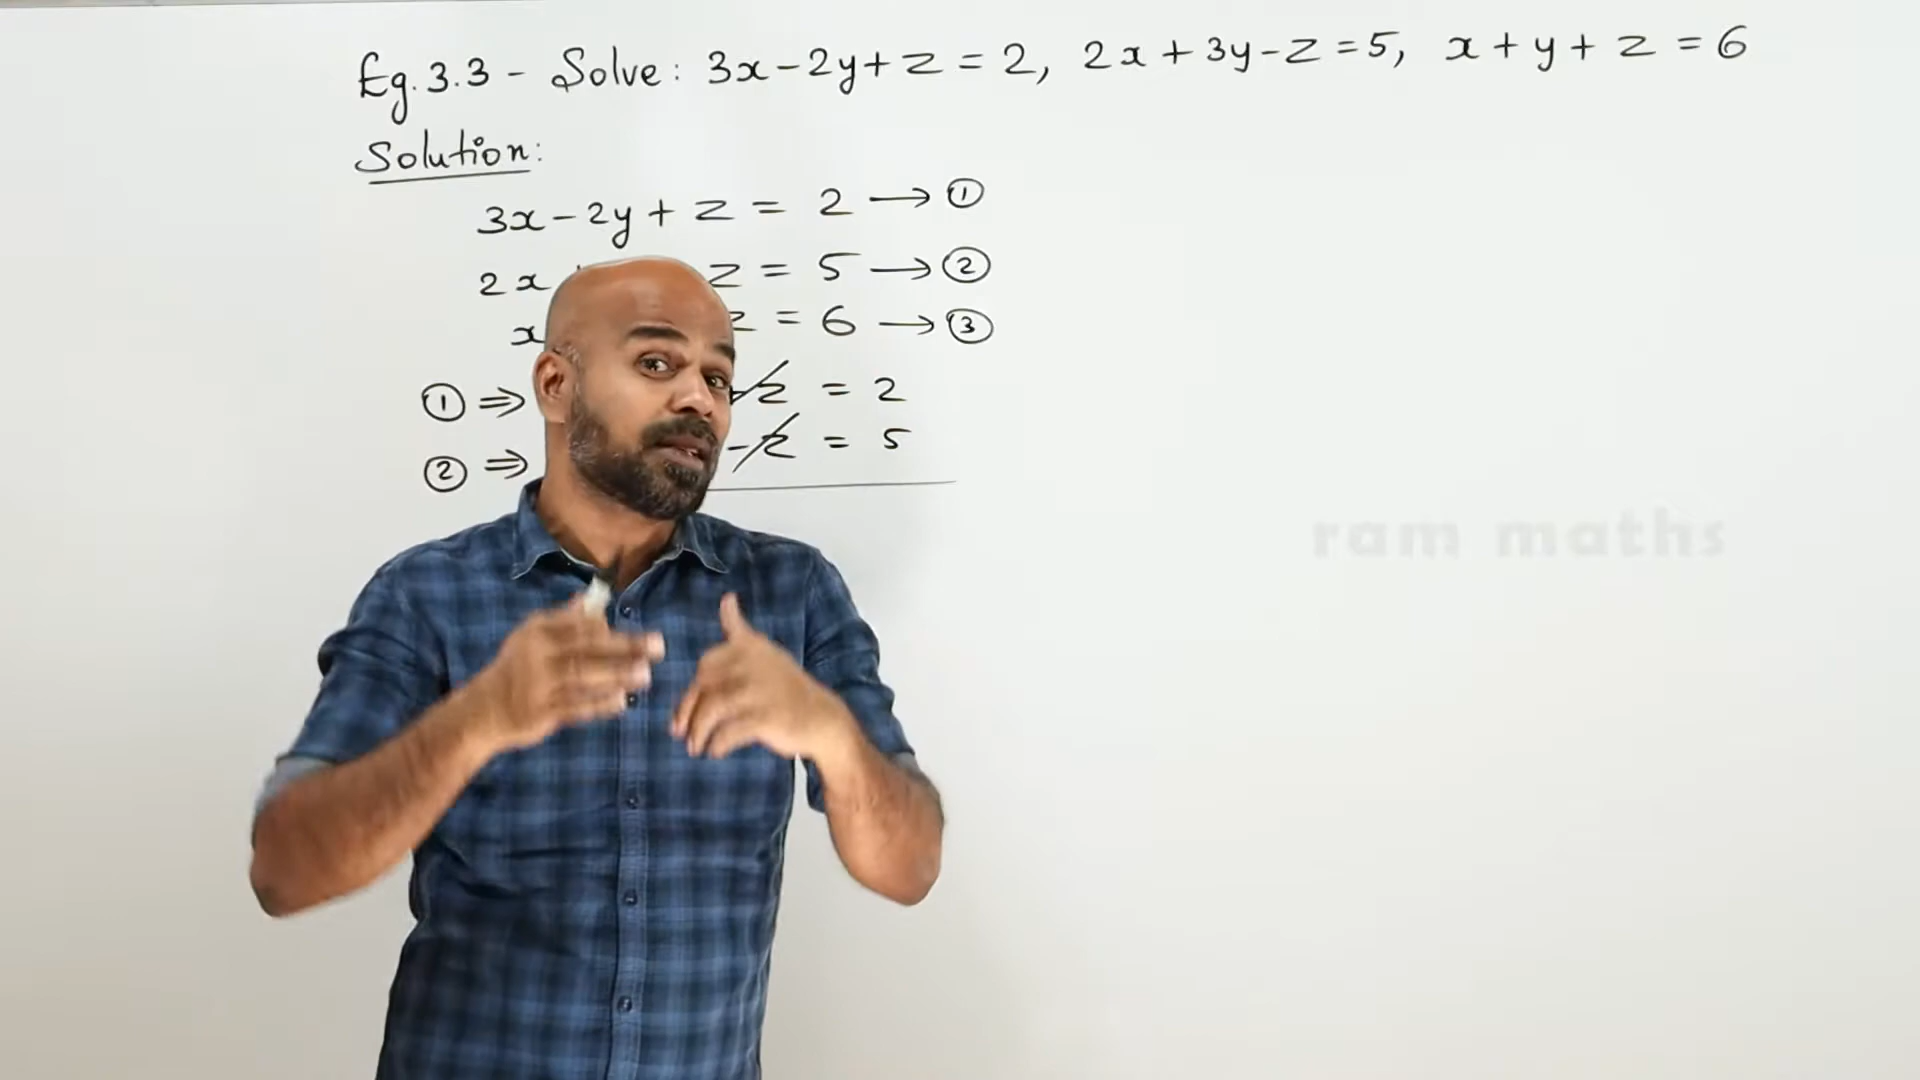 Eg. 3.3 - Solve: 3x - 2y + z = 2, 2x + 3y - z = 5, x + y + z = 6
Solution:
3x - 2y + z = 2 → ①
2x z = 5 → ②
x z = 6 → ③
① ⇒ z = 2
② ⇒ - z = 5
ram maths